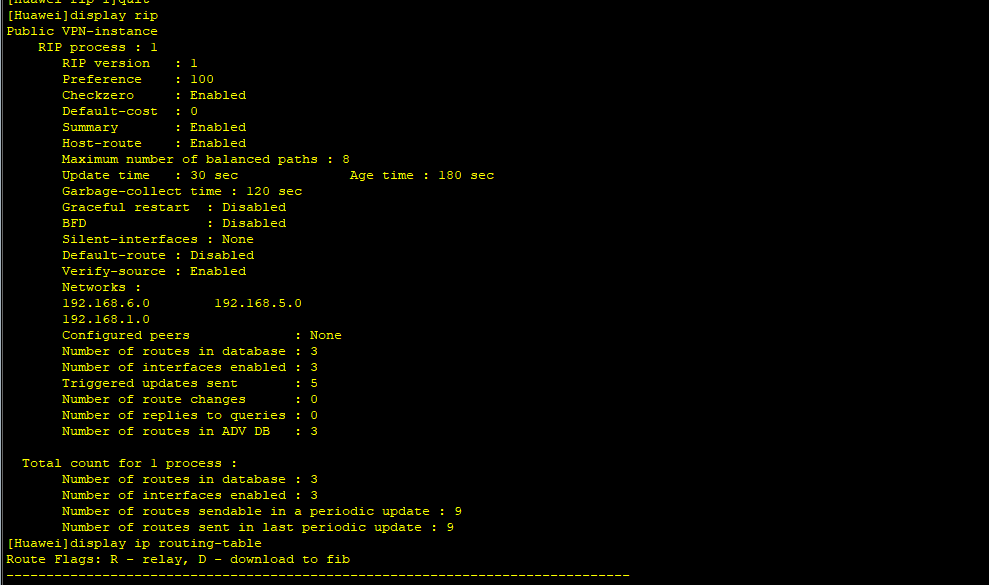 [Huawei-rip-1]quit
[Huawei]display rip
Public VPN-instance
    RIP process : 1
       RIP version   : 1
       Preference    : 100
       Checkzero     : Enabled
       Default-cost  : 0
       Summary       : Enabled
       Host-route    : Enabled
       Maximum number of balanced paths : 8
       Update time   : 30 sec              Age time : 180 sec
       Garbage-collect time : 120 sec
       Graceful restart  : Disabled
       BFD               : Disabled
       Silent-interfaces : None
       Default-route : Disabled
       Verify-source : Enabled
       Networks :
       192.168.6.0        192.168.5.0
       192.168.1.0
       Configured peers             : None
       Number of routes in database : 3
       Number of interfaces enabled : 3
       Triggered updates sent       : 5
       Number of route changes      : 0
       Number of replies to queries : 0
       Number of routes in ADV DB   : 3
  Total count for 1 process :
       Number of routes in database : 3
       Number of interfaces enabled : 3
       Number of routes sendable in a periodic update : 9
       Number of routes sent in last periodic update : 9
[Huawei]display ip routing-table
Route Flags: R - relay, D - download to fib
------------------------------------------------------------------------------